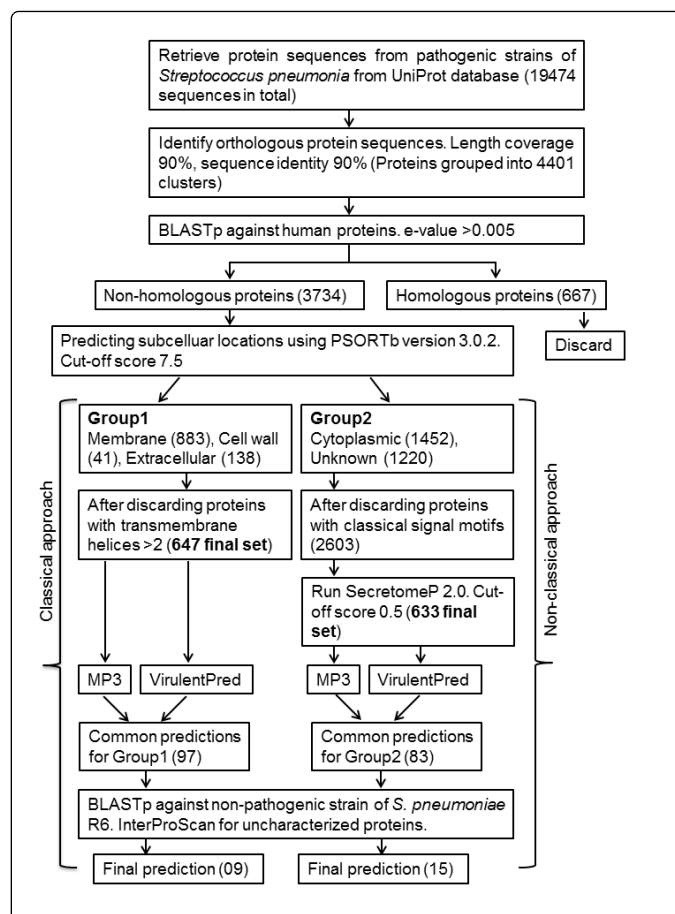 Retrieve protein sequences from pathogenic strains of
Streptococcus pneumonia from UniProt database (19474
sequences in total)
Identify orthologous protein sequences. Length coverage
90%, sequence identity 90% (Proteins grouped into 4401
clusters)
BLASTp against human proteins. e-value >0.005
Non-homologous proteins (3734)
Homologous proteins (667)
Discard
Predicting subcelluar locations using PSORTb version 3.0.2.
Cut-off score 7.5
Classical approach
Group1
Membrane (883), Cell wall
(41), Extracellular (138)
Group2
Cytoplasmic (1452),
Unknown (1220)
Non-classical approach
After discarding proteins
with transmembrane
helices >2 (647 final set)
After discarding proteins
with classical signal motifs
(2603)
Run SecretomeP 2.0. Cut-
off score 0.5 (633 final
set)
MP3
VirulentPred
MP3
VirulentPred
Common predictions
for Group1 (97)
Common predictions
for Group2 (83)
BLASTp against non-pathogenic strain of S. pneumoniae
R6. InterProScan for uncharacterized proteins.
Final prediction (09)
Final prediction (15)